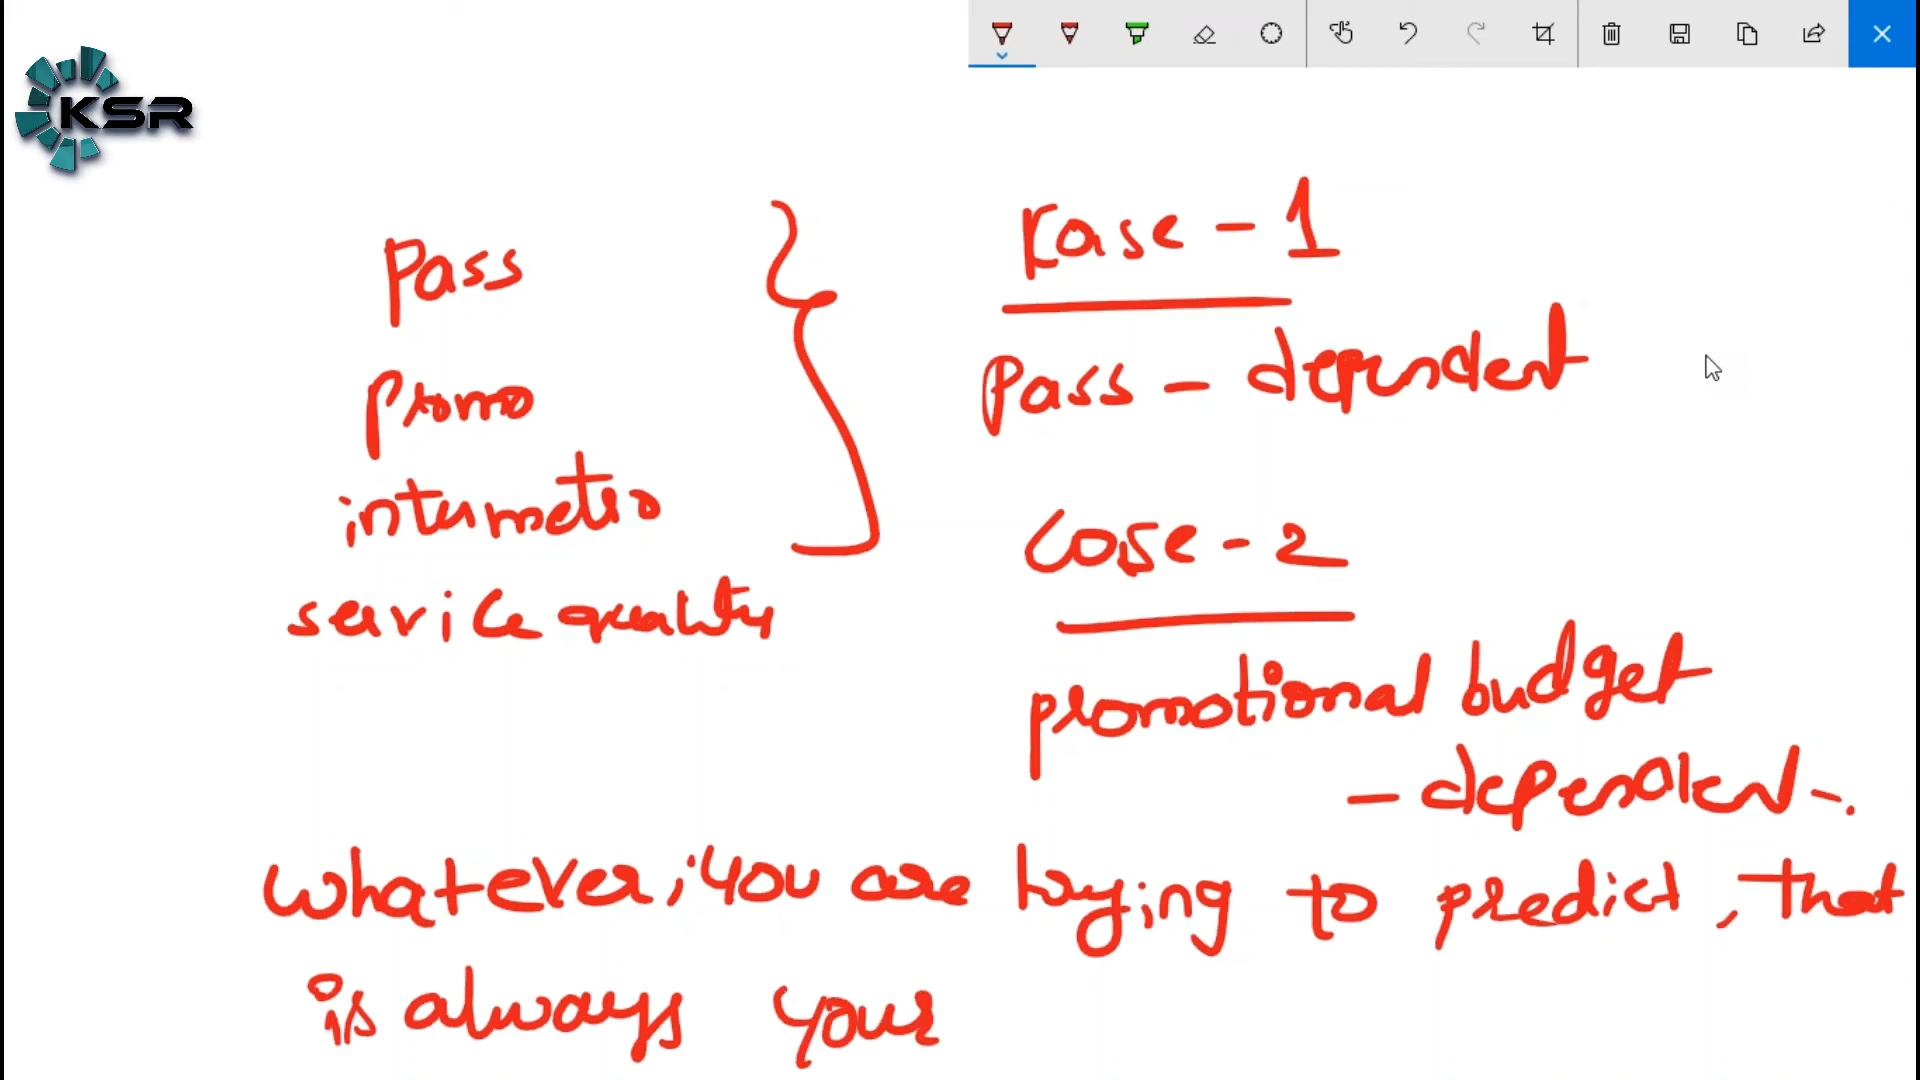 KSR
Pass
Promo
intermetro
service quality
Kase - 1
Pass - dependent
Case - 2
promotional budget
- dependent.
whatever, you are trying to predict, that
is always your